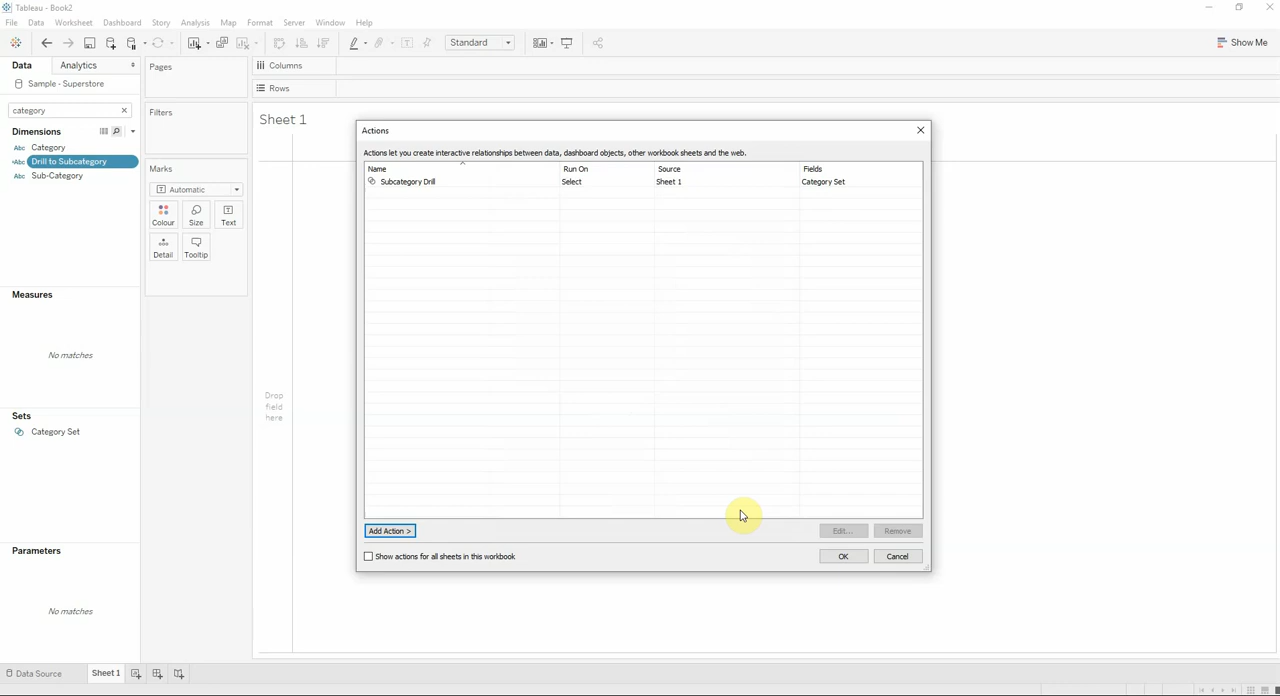 Tableau - Book2
File Data Worksheet Dashboard Story Analysis Map Format Server Window Help
Standard
Show Me
Data Analytics
Sample - Superstore
category
Dimensions
Abc Category
=Abc Drill to Subcategory
Abc Sub-Category
Measures
No matches
Sets
Category Set
Parameters
No matches
Pages
Filters
Marks
Automatic
Colour Size Text
Detail Tooltip
Columns
Rows
Sheet 1
Drop
field
here
Actions
Actions let you create interactive relationships between data, dashboard objects, other workbook sheets and the web.
Name Run On Source Fields
Subcategory Drill Select Sheet 1 Category Set
Add Action > Edit... Remove
Show actions for all sheets in this workbook OK Cancel
Data Source Sheet 1